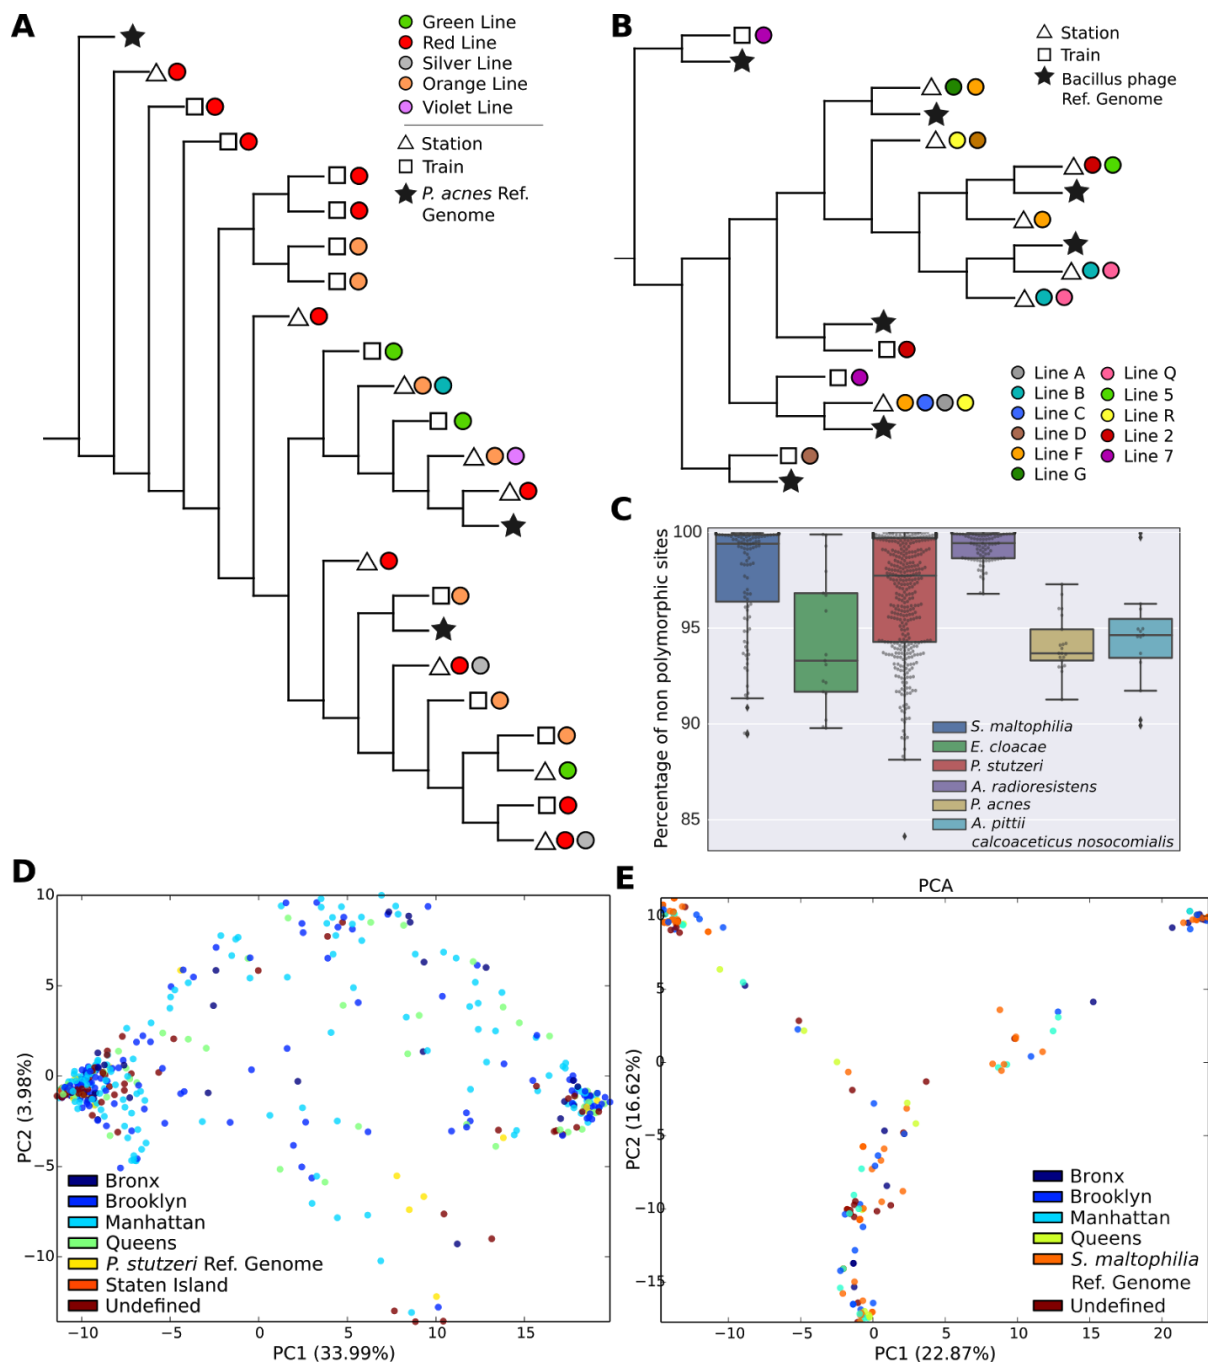 A
Green Line
Red Line
Silver Line
Orange Line
Violet Line
Station
Train
P. acnes Ref.
Genome
B
Station
Train
Bacillus phage
Ref. Genome
Line A
Line B
Line C
Line D
Line F
Line G
Line Q
Line 5
Line R
Line 2
Line 7
C
Percentage of non polymorphic sites
100
95
90
85
S. maltophilia
E. cloacae
P. stutzeri
A. radioresistens
P. acnes
A. pittii
calcoaceticus nosocomialis
D
PC2 (3.98%)
10
5
0
−5
−10
Bronx
Brooklyn
Manhattan
Queens
P. stutzeri Ref. Genome
Staten Island
Undefined
−10
−5
0
5
10
15
PC1 (33.99%)
E
PCA
PC2 (16.62%)
10
5
0
−5
−10
−15
Bronx
Brooklyn
Manhattan
Queens
S. maltophilia
Ref. Genome
Undefined
−10
−5
0
5
10
15
20
PC1 (22.87%)